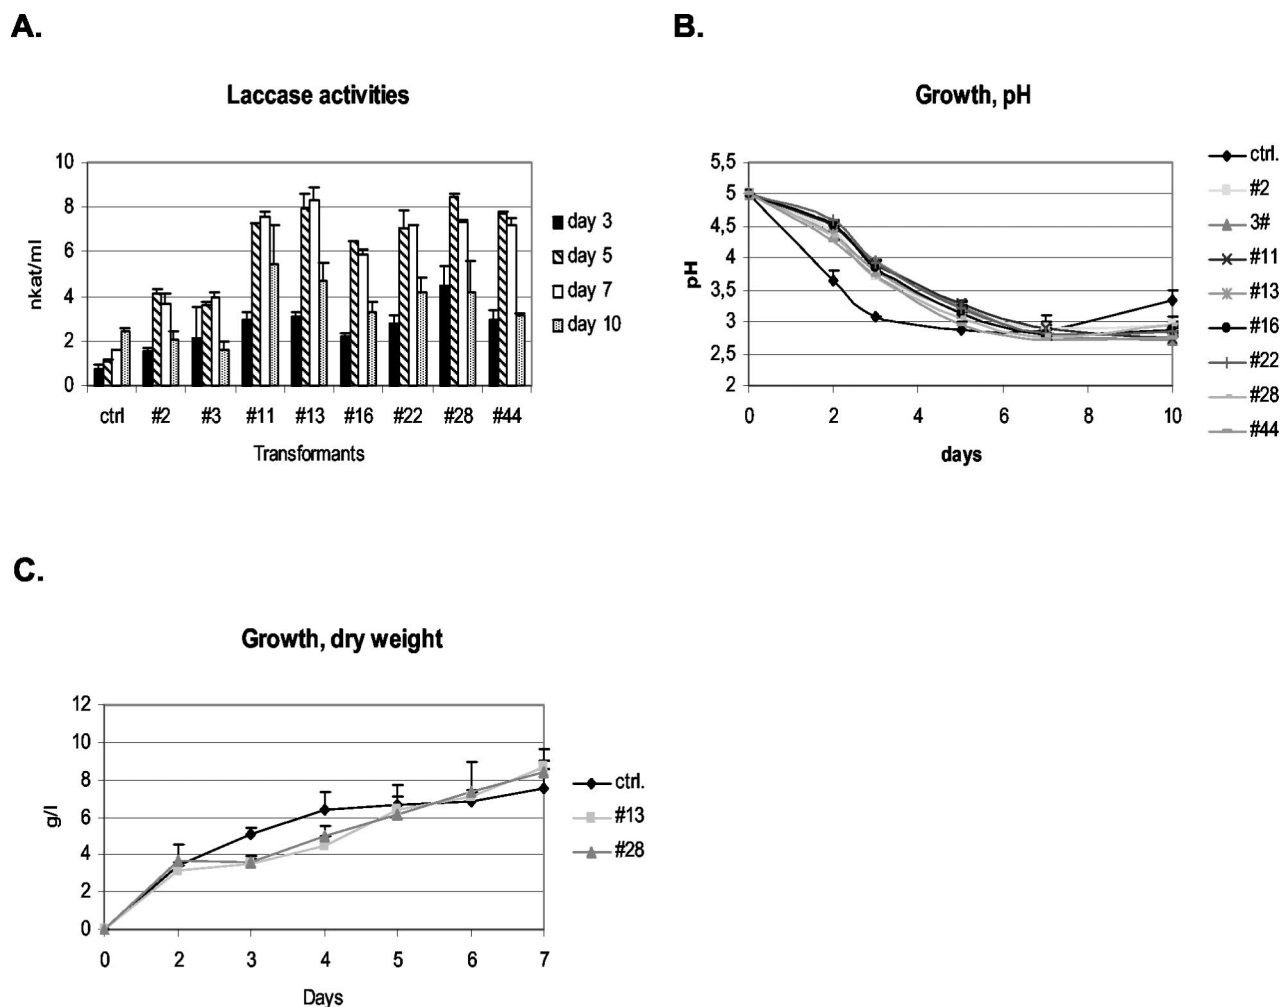 A.
B.
Laccase activities
Growth, pH
10
8
6
4
2
0
nkat/ml
ctrl #2 #3 #11 #13 #16 #22 #28 #44
Transformants
day 3
day 5
day 7
day 10
5,5
5
4,5
4
3,5
3
2,5
2
pH
0 2 4 6 8 10
days
ctrl.
#2
3#
#11
#13
#16
#22
#28
#44
C.
Growth, dry weight
12
10
8
6
4
2
0
g/l
0 2 3 4 5 6 7
Days
ctrl.
#13
#28